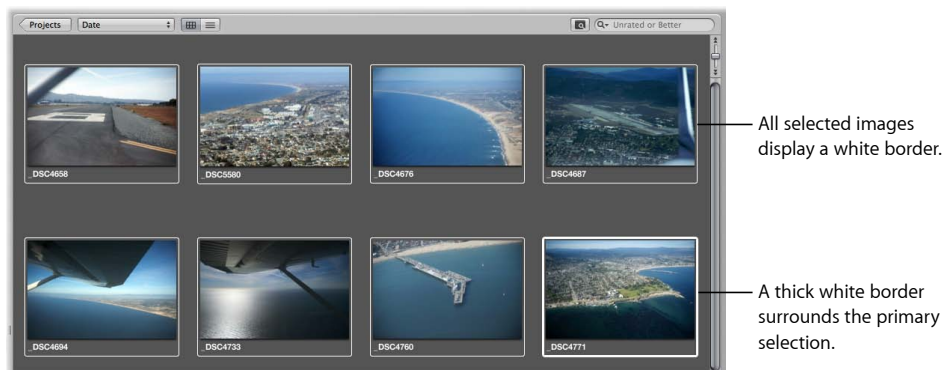 Projects
Date
Unrated or Better
_DSC4658
_DSC5580
_DSC4676
_DSC4687
All selected images
display a white border.
_DSC4694
_DSC4733
_DSC4760
_DSC4771
A thick white border
surrounds the primary
selection.